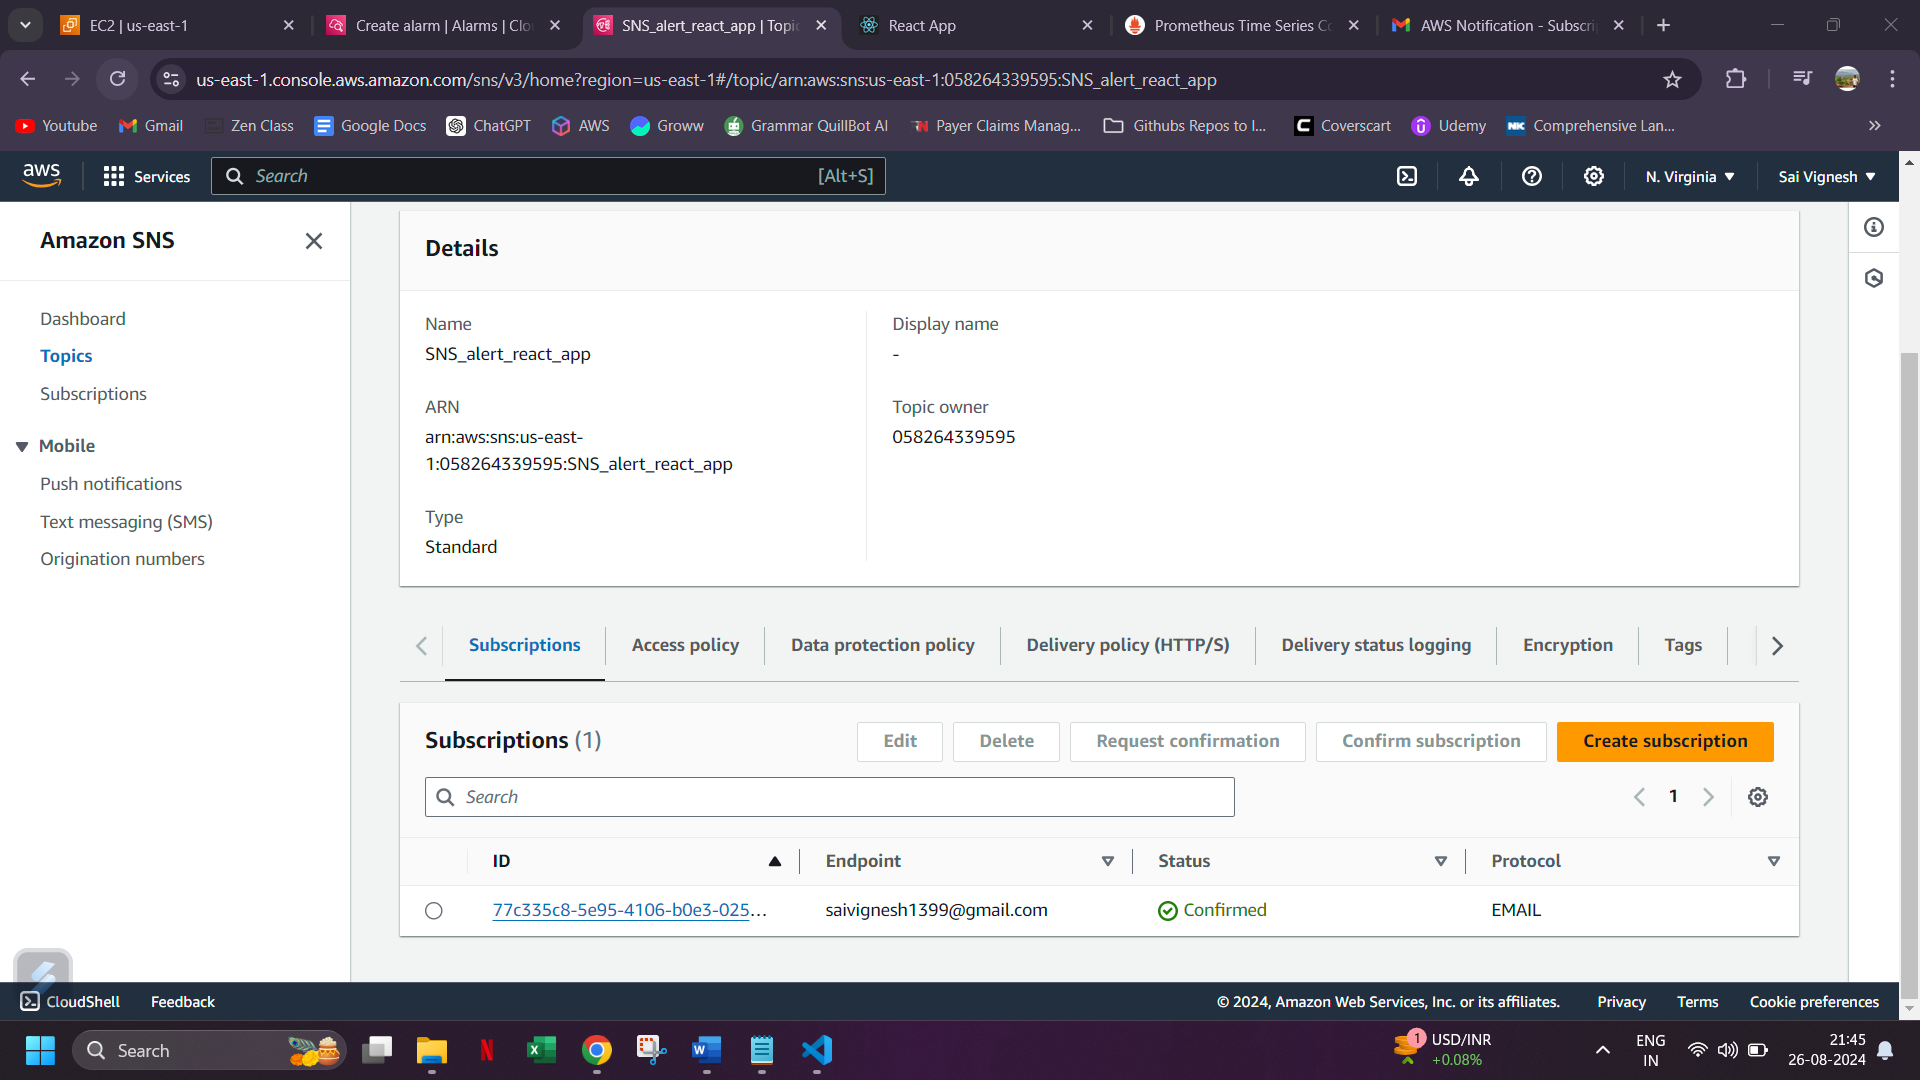 EC2 | us-east-1
Create alarm | Alarms | Clo
SNS_alert_react_app | Topic
React App
Prometheus Time Series Co
AWS Notification - Subscri
us-east-1.console.aws.amazon.com/sns/v3/home?region=us-east-1#/topic/arn:aws:sns:us-east-1:058264339595:SNS_alert_react_app
Youtube
Gmail
Zen Class
Google Docs
ChatGPT
AWS
Groww
Grammar QuillBot AI
Payer Claims Manag...
Githubs Repos to l...
Coverscart
Udemy
NK
Comprehensive Lan...
aws
Services
Search
[Alt+S]
N. Virginia
Sai Vignesh
Amazon SNS
Dashboard
Topics
Subscriptions
Mobile
Push notifications
Text messaging (SMS)
Origination numbers
Details
Name
SNS_alert_react_app
Display name
-
ARN
arn:aws:sns:us-east-
1:058264339595:SNS_alert_react_app
Topic owner
058264339595
Type
Standard
Subscriptions
Access policy
Data protection policy
Delivery policy (HTTP/S)
Delivery status logging
Encryption
Tags
Subscriptions (1)
Edit
Delete
Request confirmation
Confirm subscription
Create subscription
Search
1
ID
Endpoint
Status
Protocol
77c335c8-5e95-4106-b0e3-025...
saivignesh1399@gmail.com
Confirmed
EMAIL
CloudShell
Feedback
© 2024, Amazon Web Services, Inc. or its affiliates.
Privacy
Terms
Cookie preferences
Search
1
USD/INR
+0.08%
ENG
IN
21:45
26-08-2024